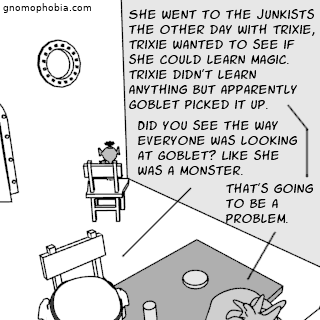 gnomophobia.com
SHE WENT TO THE JUNKISTS
THE OTHER DAY WITH TRIXIE,
TRIXIE WANTED TO SEE IF
SHE COULD LEARN MAGIC.
TRIXIE DIDN'T LEARN
ANYTHING BUT APPARENTLY
GOBLET PICKED IT UP.
DID YOU SEE THE WAY
EVERYONE WAS LOOKING
AT GOBLET? LIKE SHE
WAS A MONSTER.
THAT'S GOING
TO BE A
PROBLEM.